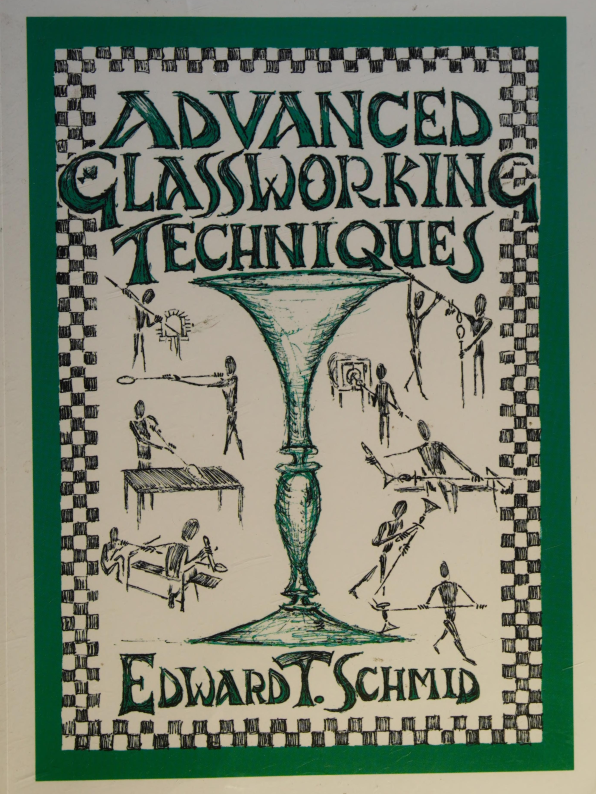 ADVANCED
GLASSWORKING
TECHNIQUES
EDWARD T. SCHMID